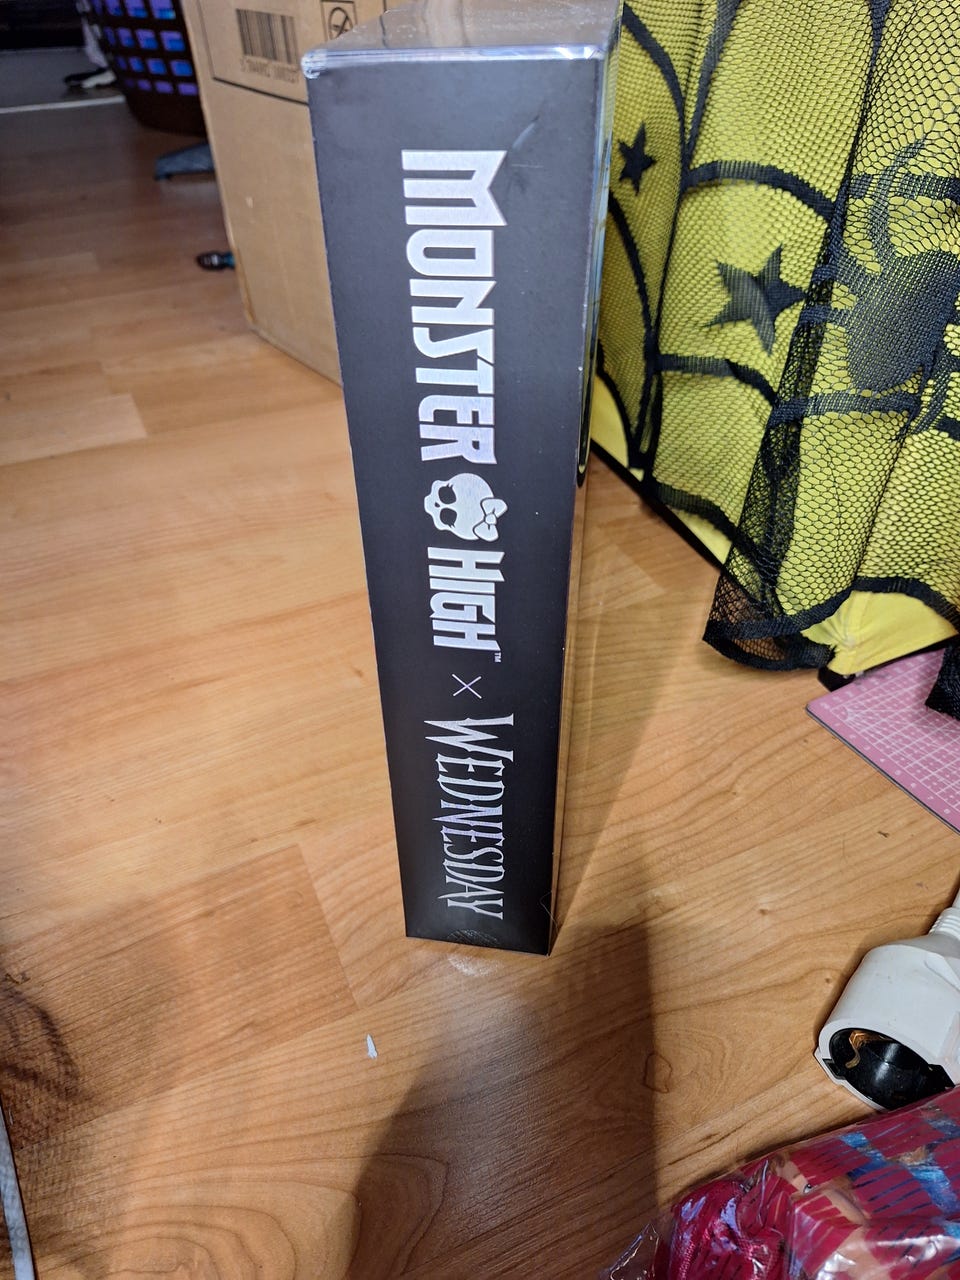 MONSTER HIGH™
×
WEDNESDAY